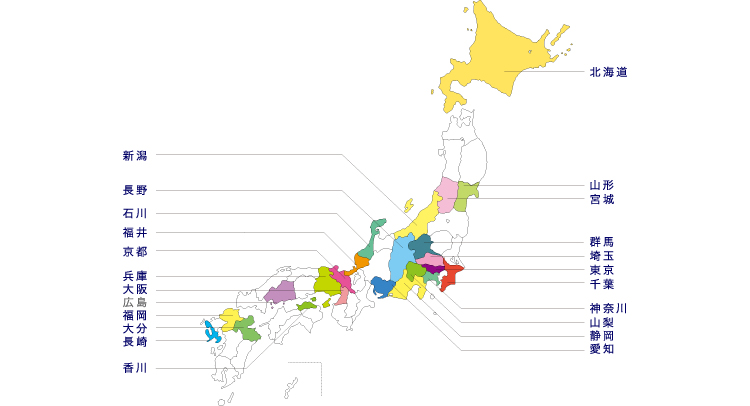 北海道
新潟
長野
石川
福井
京都
兵庫
大阪
広島
福岡
大分
長崎
香川
山形
宮城
群馬
埼玉
東京
千葉
神奈川
山梨
静岡
愛知